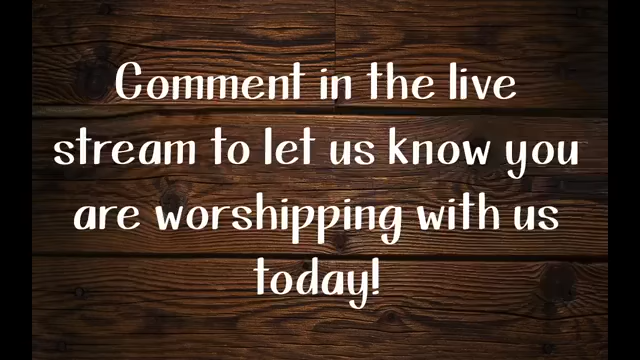 Comment in the live
stream to let us know you
are worshipping with us
today!